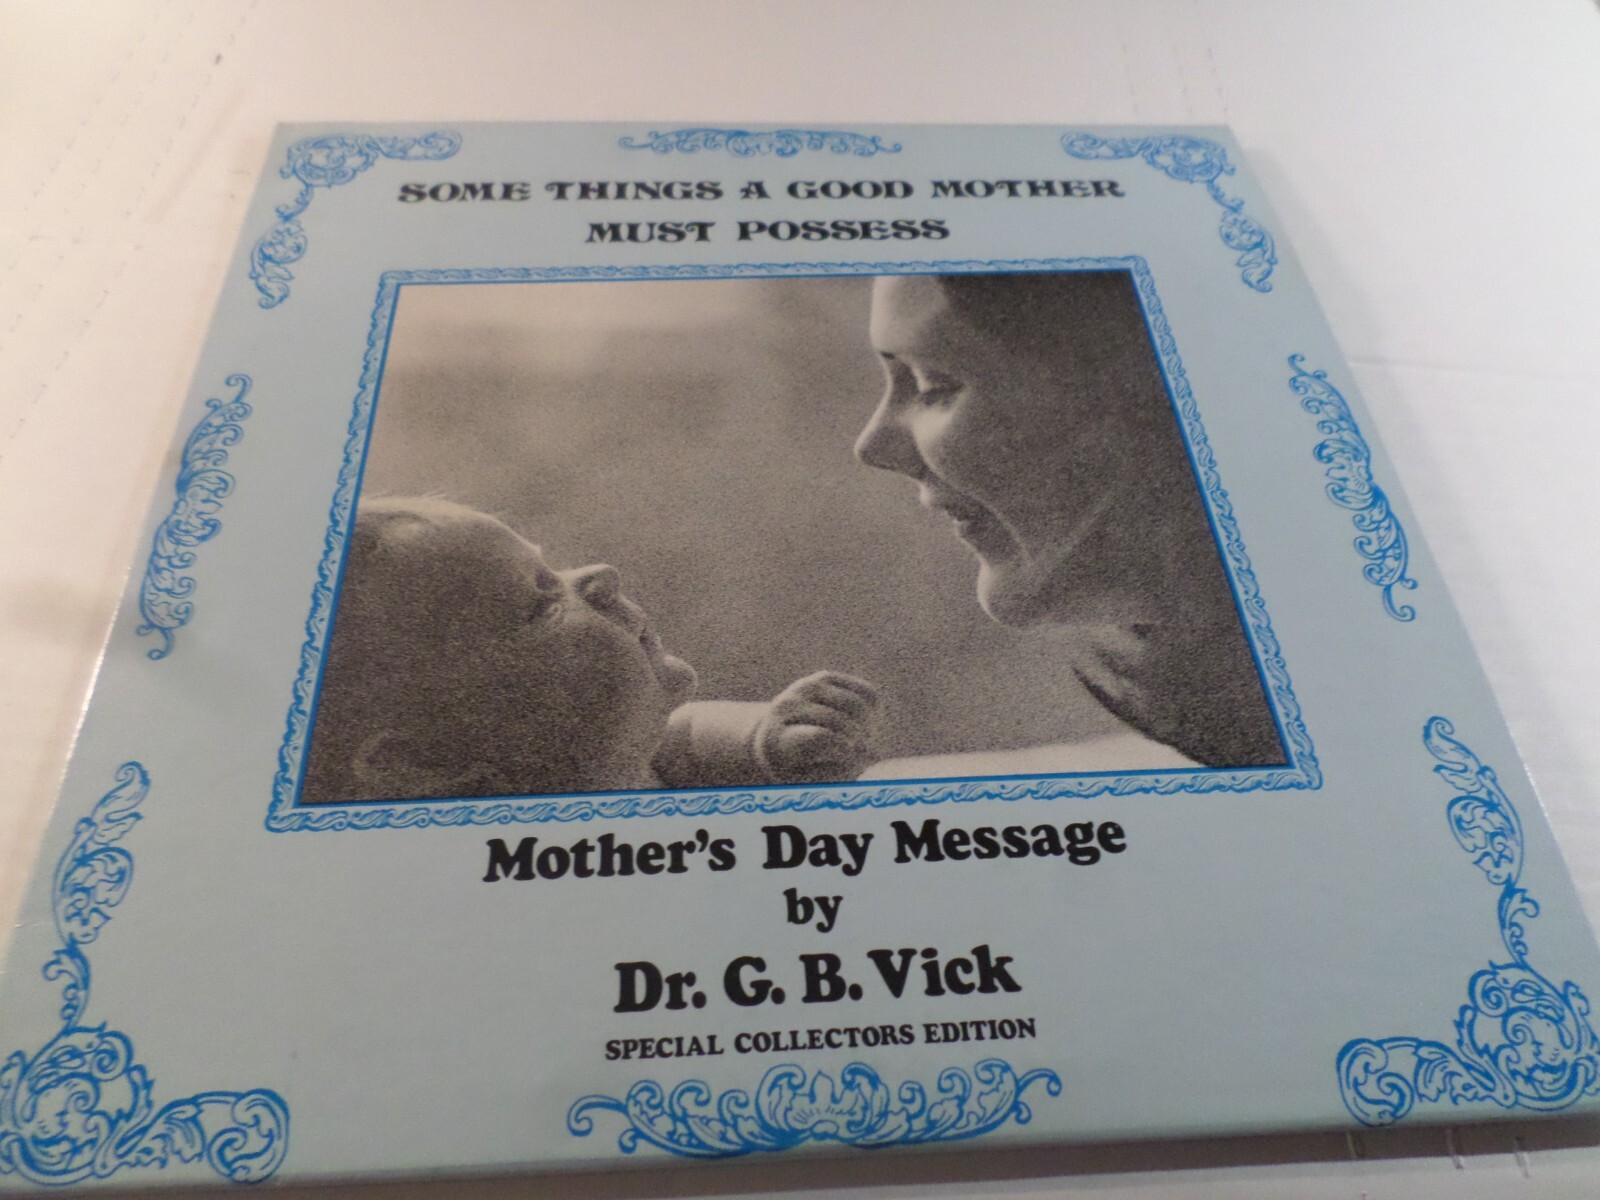 SOME THINGS A GOOD MOTHER
MUST POSSESS
Mother's Day Message
by
Dr. G. B. Vick
SPECIAL COLLECTORS EDITION